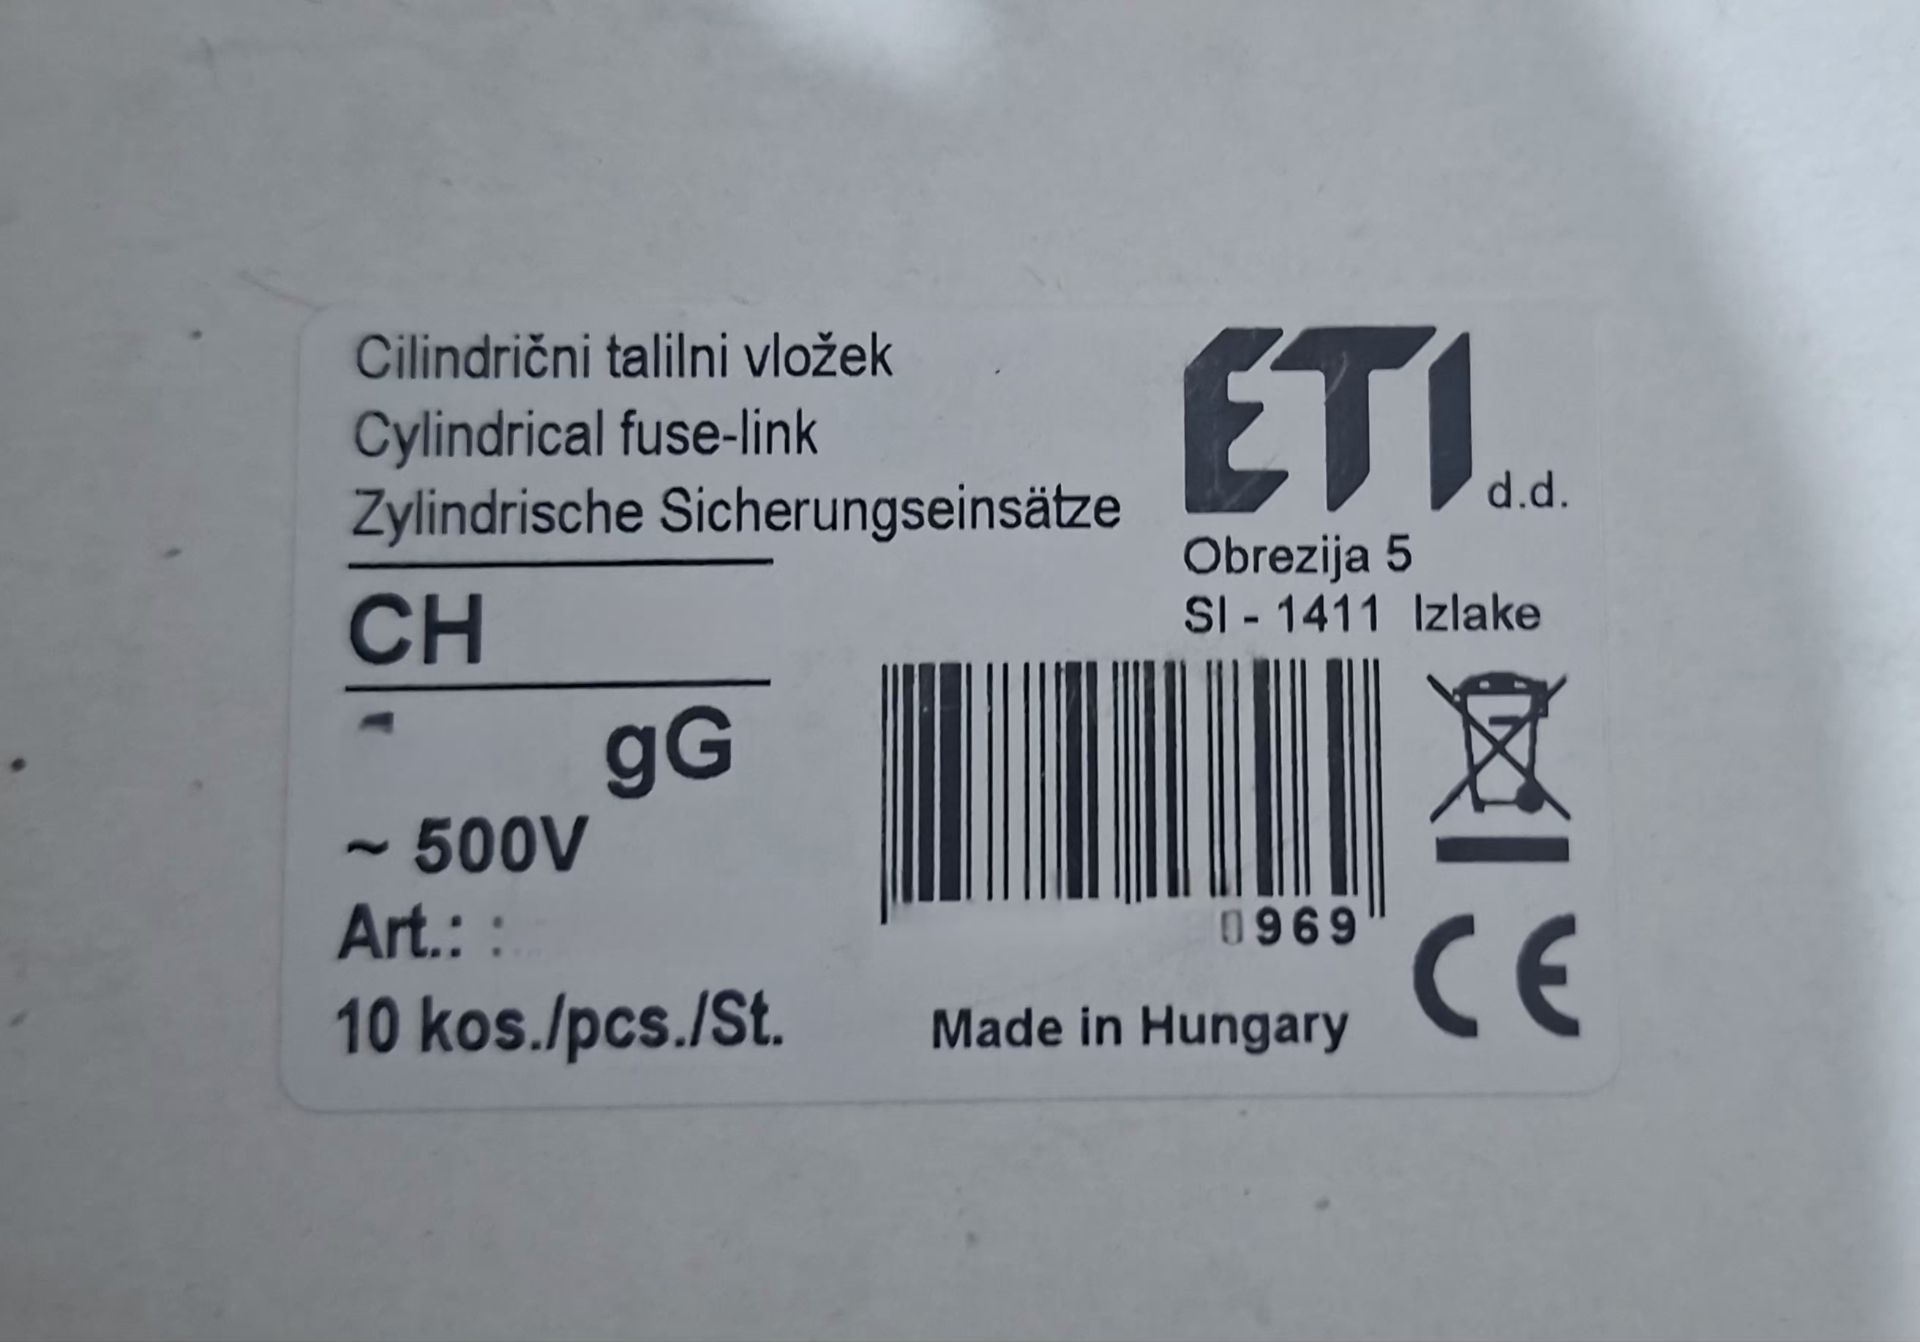 Cilindrični talilni vložek
Cylindrical fuse-link
Zylindrische Sicherungseinsätze
ETI d.d.
Obrezija 5
SI - 1411 Izlake
CH
gG
~ 500V
Art.: :
10 kos./pcs./St.
0969
Made in Hungary
CE